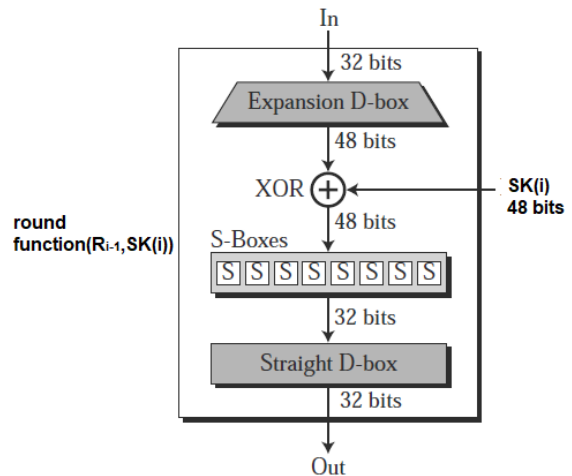 In
32 bits
Expansion D-box
48 bits
XOR
SK(i)
48 bits
48 bits
round
function(Ri-1,SK(i))
S-Boxes
S S S S S S S S
32 bits
Straight D-box
32 bits
Out